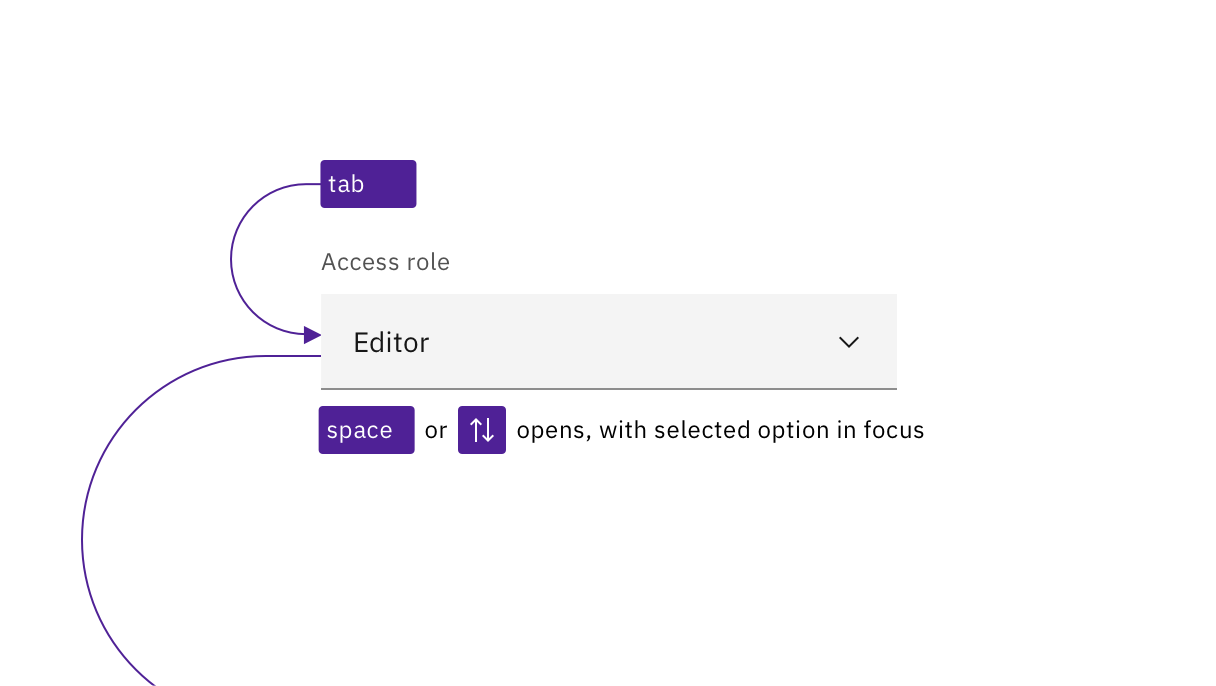 tab
Access role
Editor
space or ↑↓ opens, with selected option in focus